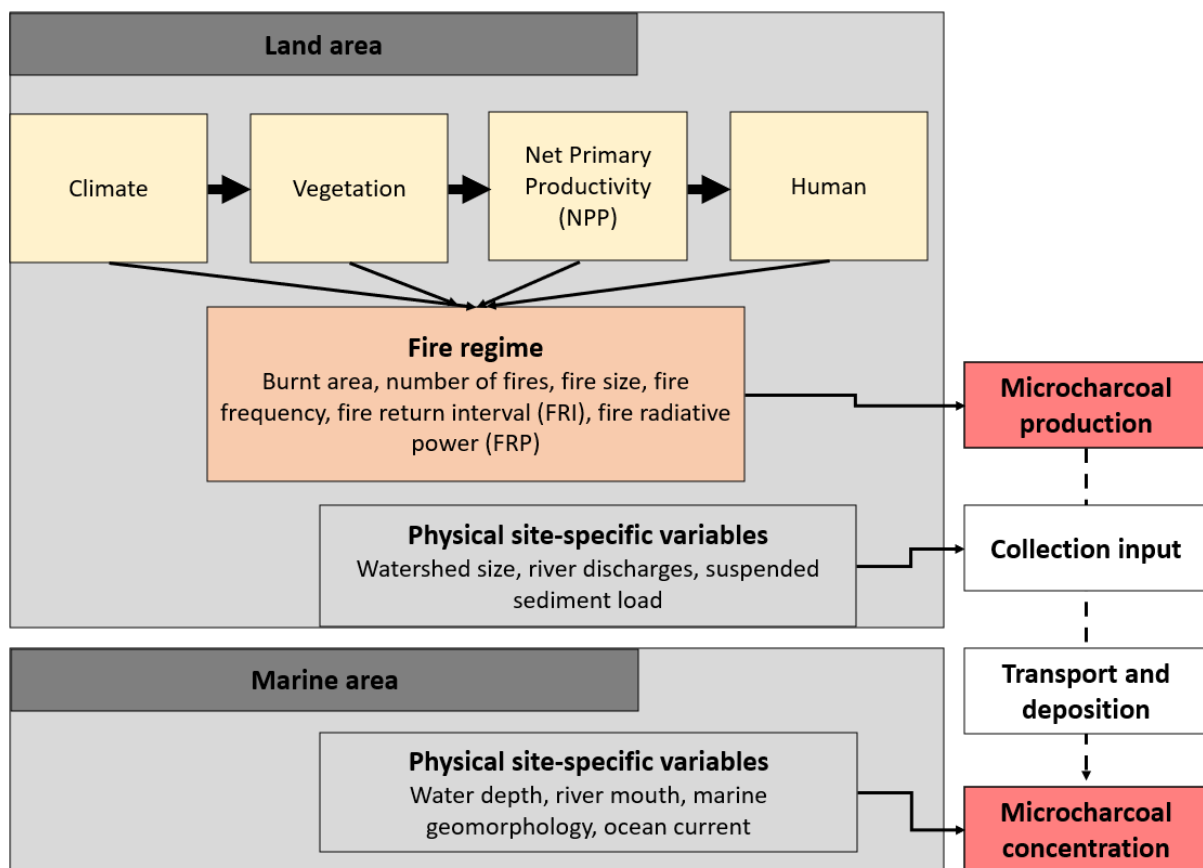 Land area
Climate
Vegetation
Net Primary
Productivity
(NPP)
Human
Fire regime
Burnt area, number of fires, fire size, fire
frequency, fire return interval (FRI), fire radiative
power (FRP)
Microcharcoal
production
Physical site-specific variables
Watershed size, river discharges, suspended
sediment load
Collection input
Marine area
Transport and
deposition
Physical site-specific variables
Water depth, river mouth, marine
geomorphology, ocean current
Microcharcoal
concentration